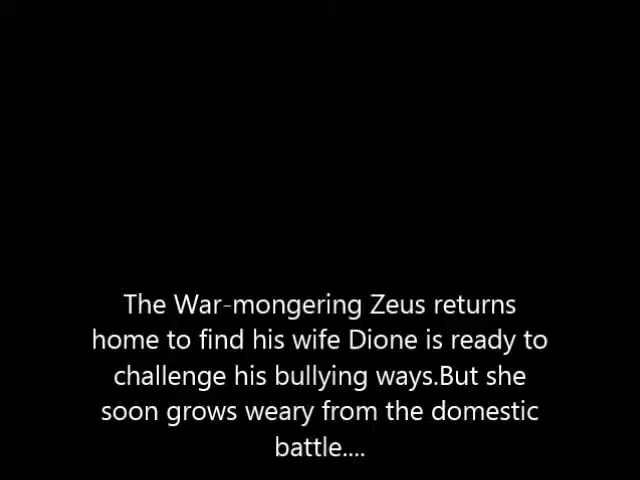 The War-mongering Zeus returns
home to find his wife Dione is ready to
challenge his bullying ways.But she
soon grows weary from the domestic
battle....